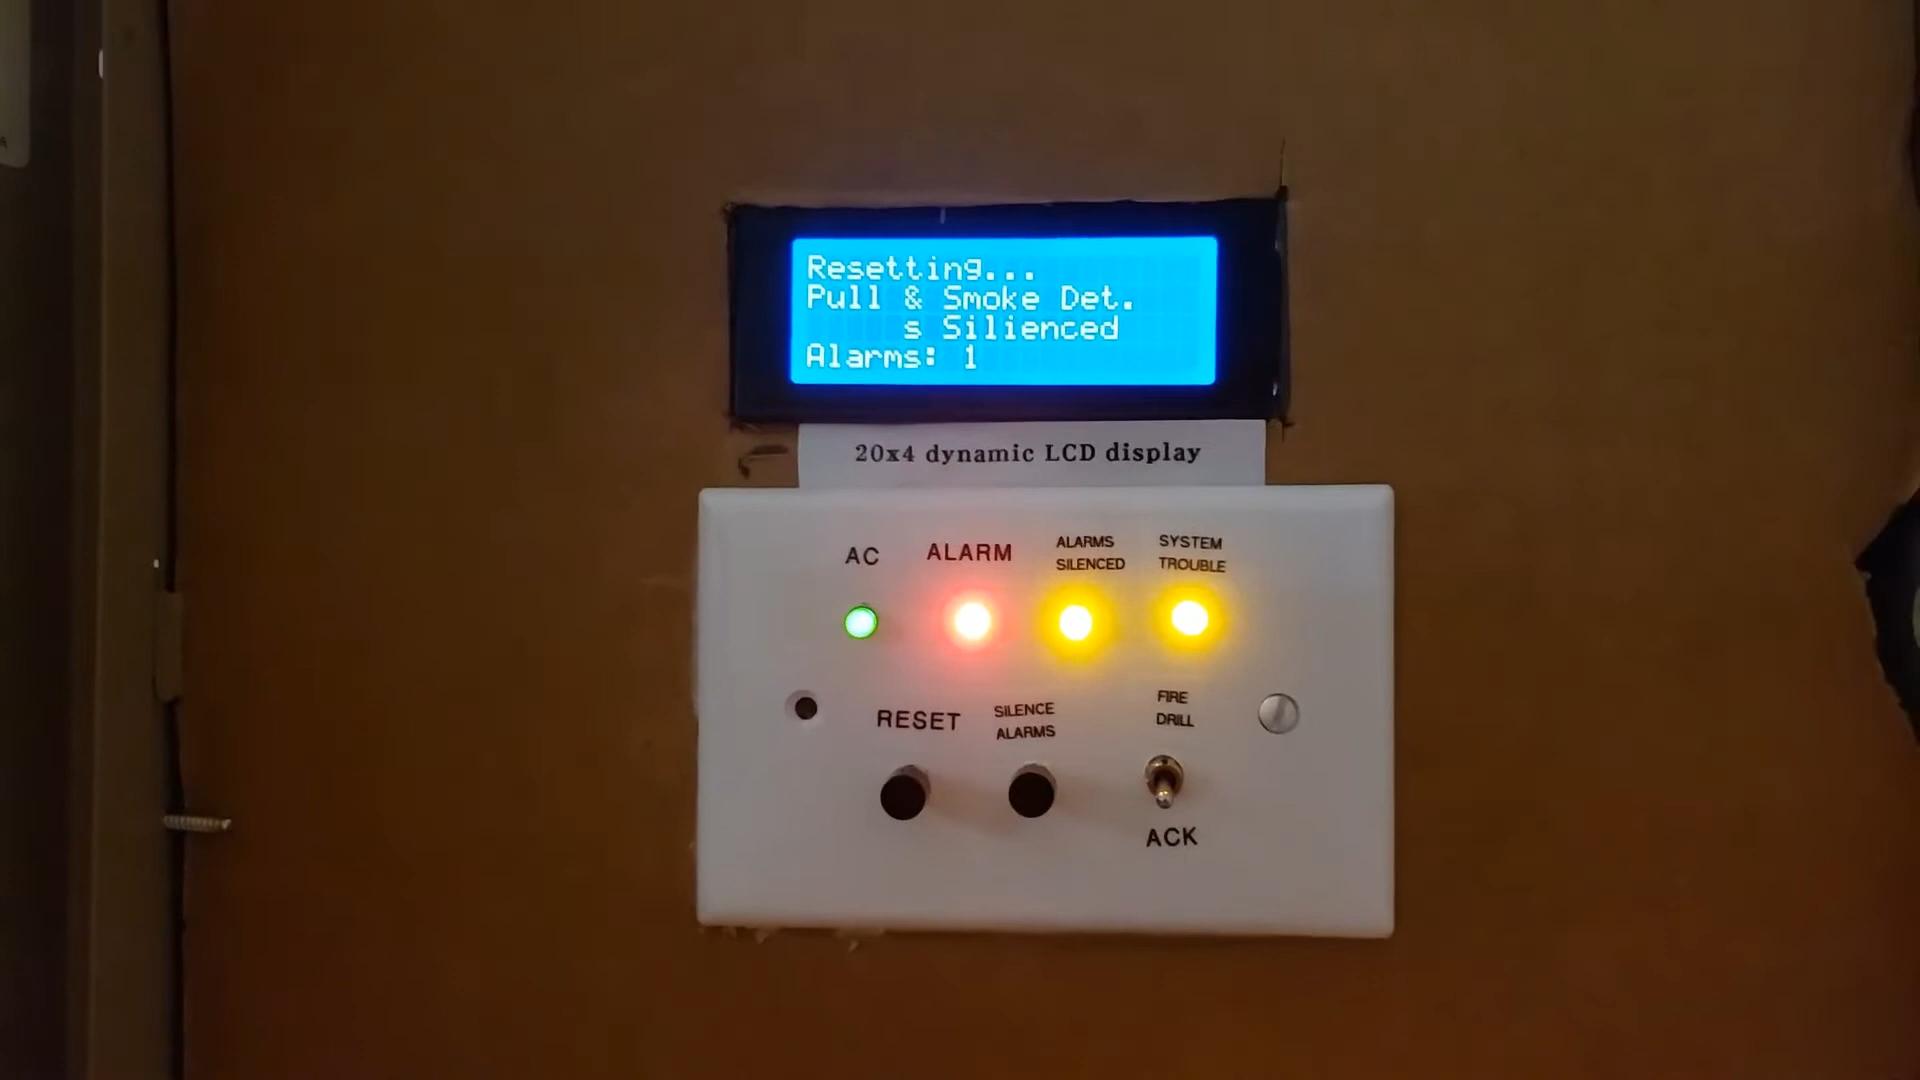 Resetting...
Pull & Smoke Det.
s Silienced
Alarms: 1
20x4 dynamic LCD display
AC
ALARM
ALARMS
SILENCED
SYSTEM
TROUBLE
RESET
SILENCE
ALARMS
FIRE
DRILL
ACK